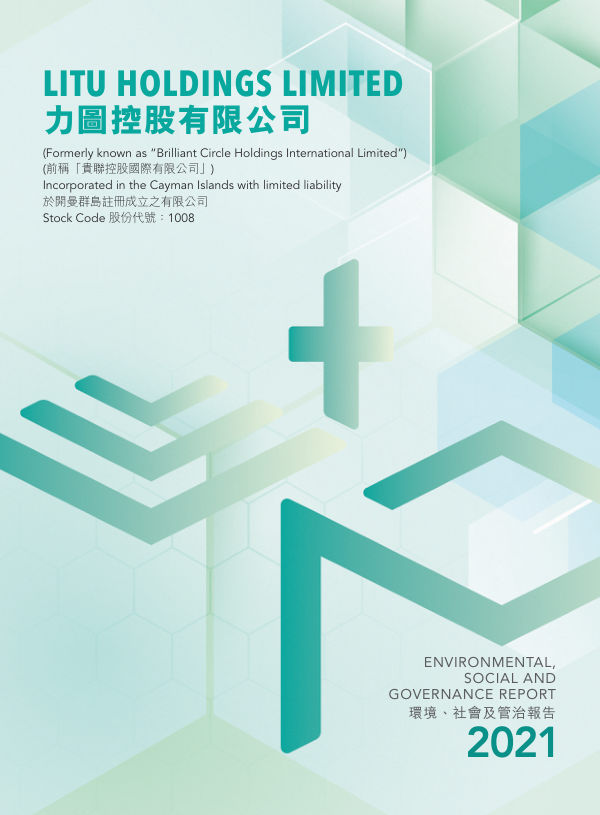 LITU HOLDINGS LIMITED
力圖控股有限公司
(Formerly known as “Brilliant Circle Holdings International Limited”)
(前稱「貴聯控股國際有限公司」)
Incorporated in the Cayman Islands with limited liability
於開曼群島註冊成立之有限公司
Stock Code 股份代號：1008
ENVIRONMENTAL,
SOCIAL AND
GOVERNANCE REPORT
環境、社會及管治報告
2021